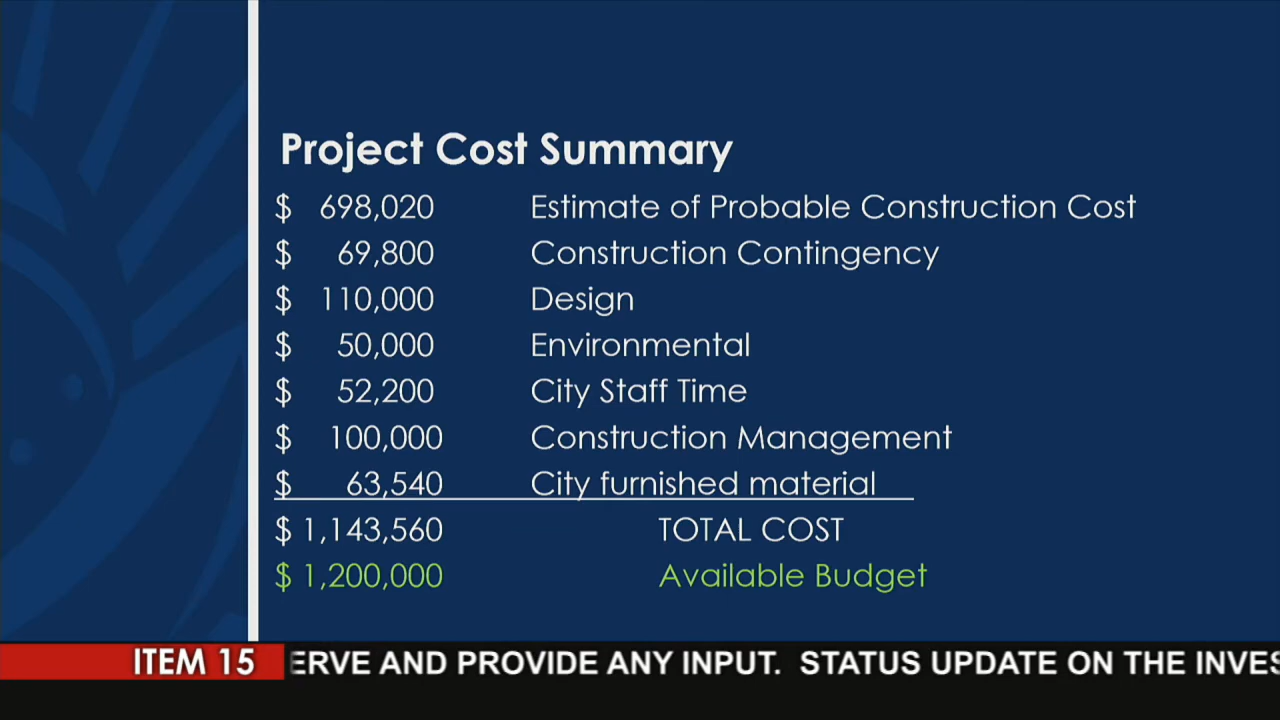 Project Cost Summary
$ 698,020 Estimate of Probable Construction Cost
$ 69,800 Construction Contingency
$ 110,000 Design
$ 50,000 Environmental
$ 52,200 City Staff Time
$ 100,000 Construction Management
$ 63,540 City furnished material
$ 1,143,560 TOTAL COST
$ 1,200,000 Available Budget
ITEM 15 ERVE AND PROVIDE ANY INPUT. STATUS UPDATE ON THE INVES